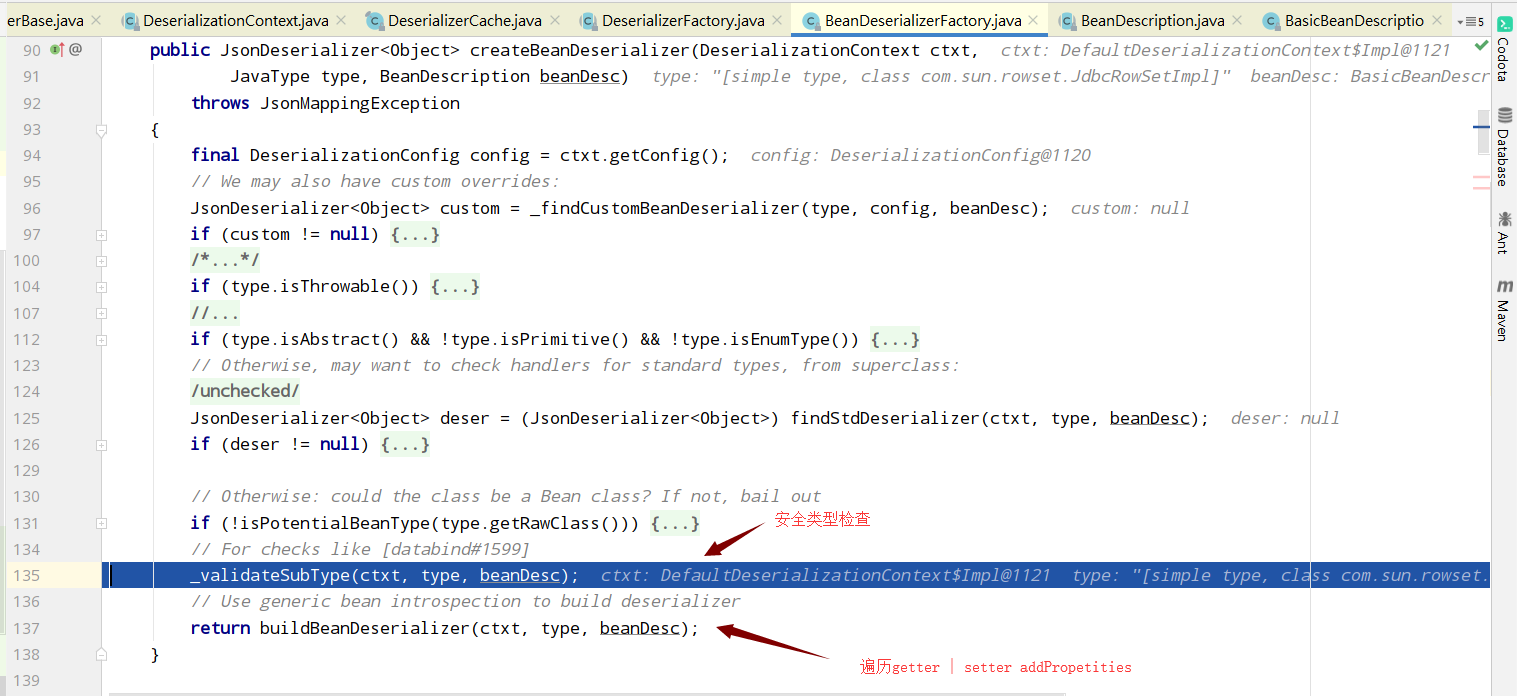 erBase.java DeserializationContext.java DeserializerCache.java DeserializerFactory.java BeanDeserializerFactory.java BeanDescription.java BasicBeanDescriptio 5
90 @ public JsonDeserializer<Object> createBeanDeserializer(DeserializationContext ctxt, ctxt: DefaultDeserializationContext$Impl@1121
91 JavaType type, BeanDescription beanDesc) type: "[simple type, class com.sun.rowset.JdbcRowSetImpl]" beanDesc: BasicBeanDescr
92 throws JsonMappingException
93 {
94 final DeserializationConfig config = ctxt.getConfig(); config: DeserializationConfig@1120
95 // We may also have custom overrides:
96 JsonDeserializer<Object> custom = _findCustomBeanDeserializer(type, config, beanDesc); custom: null
97 if (custom != null) {...}
100 /*...*/
104 if (type.isThrowable()) {...}
107 //...
112 if (type.isAbstract() && !type.isPrimitive() && !type.isEnumType()) {...}
123 // Otherwise, may want to check handlers for standard types, from superclass:
124 /unchecked/
125 JsonDeserializer<Object> deser = (JsonDeserializer<Object>) findStdDeserializer(ctxt, type, beanDesc); deser: null
126 if (deser != null) {...}
129
130 // Otherwise: could the class be a Bean class? If not, bail out
131 if (!isPotentialBeanType(type.getRawClass())) {...}
安全类型检查
134 // For checks like [databind#1599]
135 _validateSubType(ctxt, type, beanDesc); ctxt: DefaultDeserializationContext$Impl@1121 type: "[simple type, class com.sun.rowset.
136 // Use generic bean introspection to build deserializer
137 return buildBeanDeserializer(ctxt, type, beanDesc);
138 }
遍历getter | setter addPropetities
139
Codota
Database
Ant
m Maven